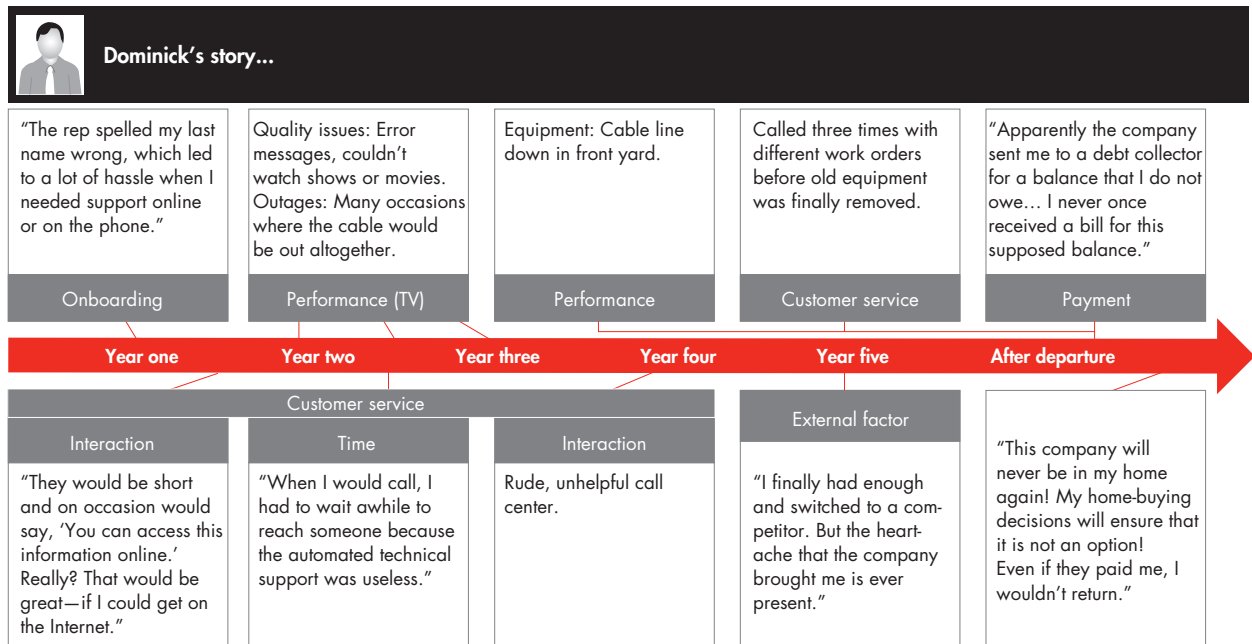 Dominick’s story...
“The rep spelled my last
name wrong, which led
to a lot of hassle when I
needed support online
or on the phone.”
Onboarding
Quality issues: Error
messages, couldn’t
watch shows or movies.
Outages: Many occasions
where the cable would
be out altogether.
Performance (TV)
Equipment: Cable line
down in front yard.
Performance
Called three times with
different work orders
before old equipment
was finally removed.
Customer service
“Apparently the company
sent me to a debt collector
for a balance that I do not
owe... I never once
received a bill for this
supposed balance.”
Payment
Year one
Year two
Year three
Year four
Year five
After departure
Customer service
Interaction
“They would be short
and on occasion would
say, ‘You can access this
information online.’
Really? That would be
great—if I could get on
the Internet.”
Time
“When I would call, I
had to wait awhile to
reach someone because
the automated technical
support was useless.”
Interaction
Rude, unhelpful call
center.
External factor
“I finally had enough
and switched to a com-
petitor. But the heart-
ache that the company
brought me is ever
present.”
“This company will
never be in my home
again! My home-buying
decisions will ensure that
it is not an option!
Even if they paid me, I
wouldn’t return.”